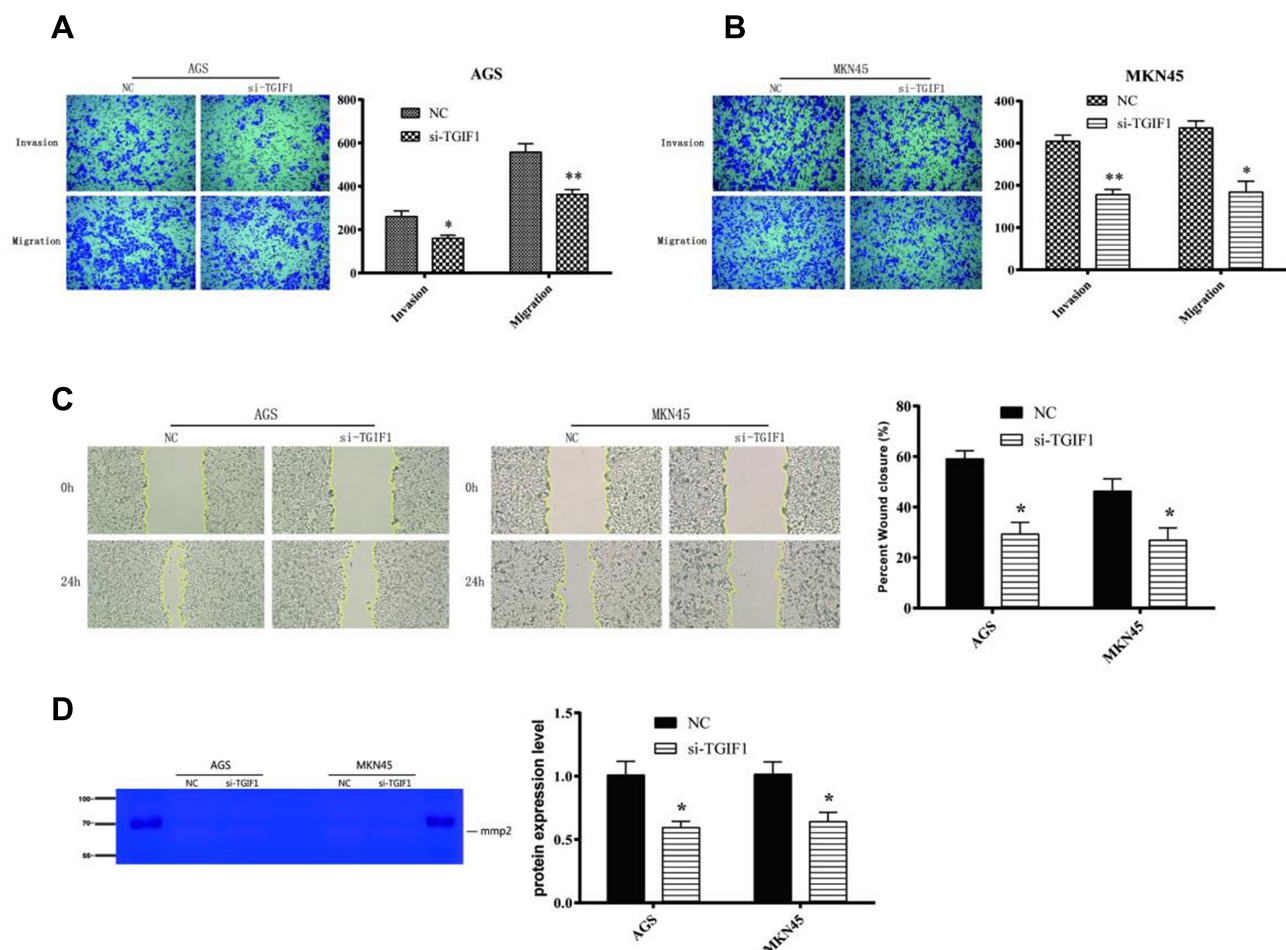 A
AGS
NC si-TGIF1
Invasion
Migration
AGS
800
600
400
200
0
NC
si-TGIF1
*
**
Invasion
Migration
B
MKN45
NC si-TGIF1
Invasion
Migration
MKN45
400
300
200
100
0
NC
si-TGIF1
**
*
Invasion
Migration
C
AGS
NC si-TGIF1
0h
24h
MKN45
NC si-TGIF1
0h
24h
Percent Wound closure (%)
80
60
40
20
0
NC
si-TGIF1
*
*
AGS
MKN45
D
AGS
NC si-TGIF1
MKN45
NC si-TGIF1
100
70
55
mmp2
protein expression level
1.5
1.0
0.5
0.0
NC
si-TGIF1
*
*
AGS
MKN45